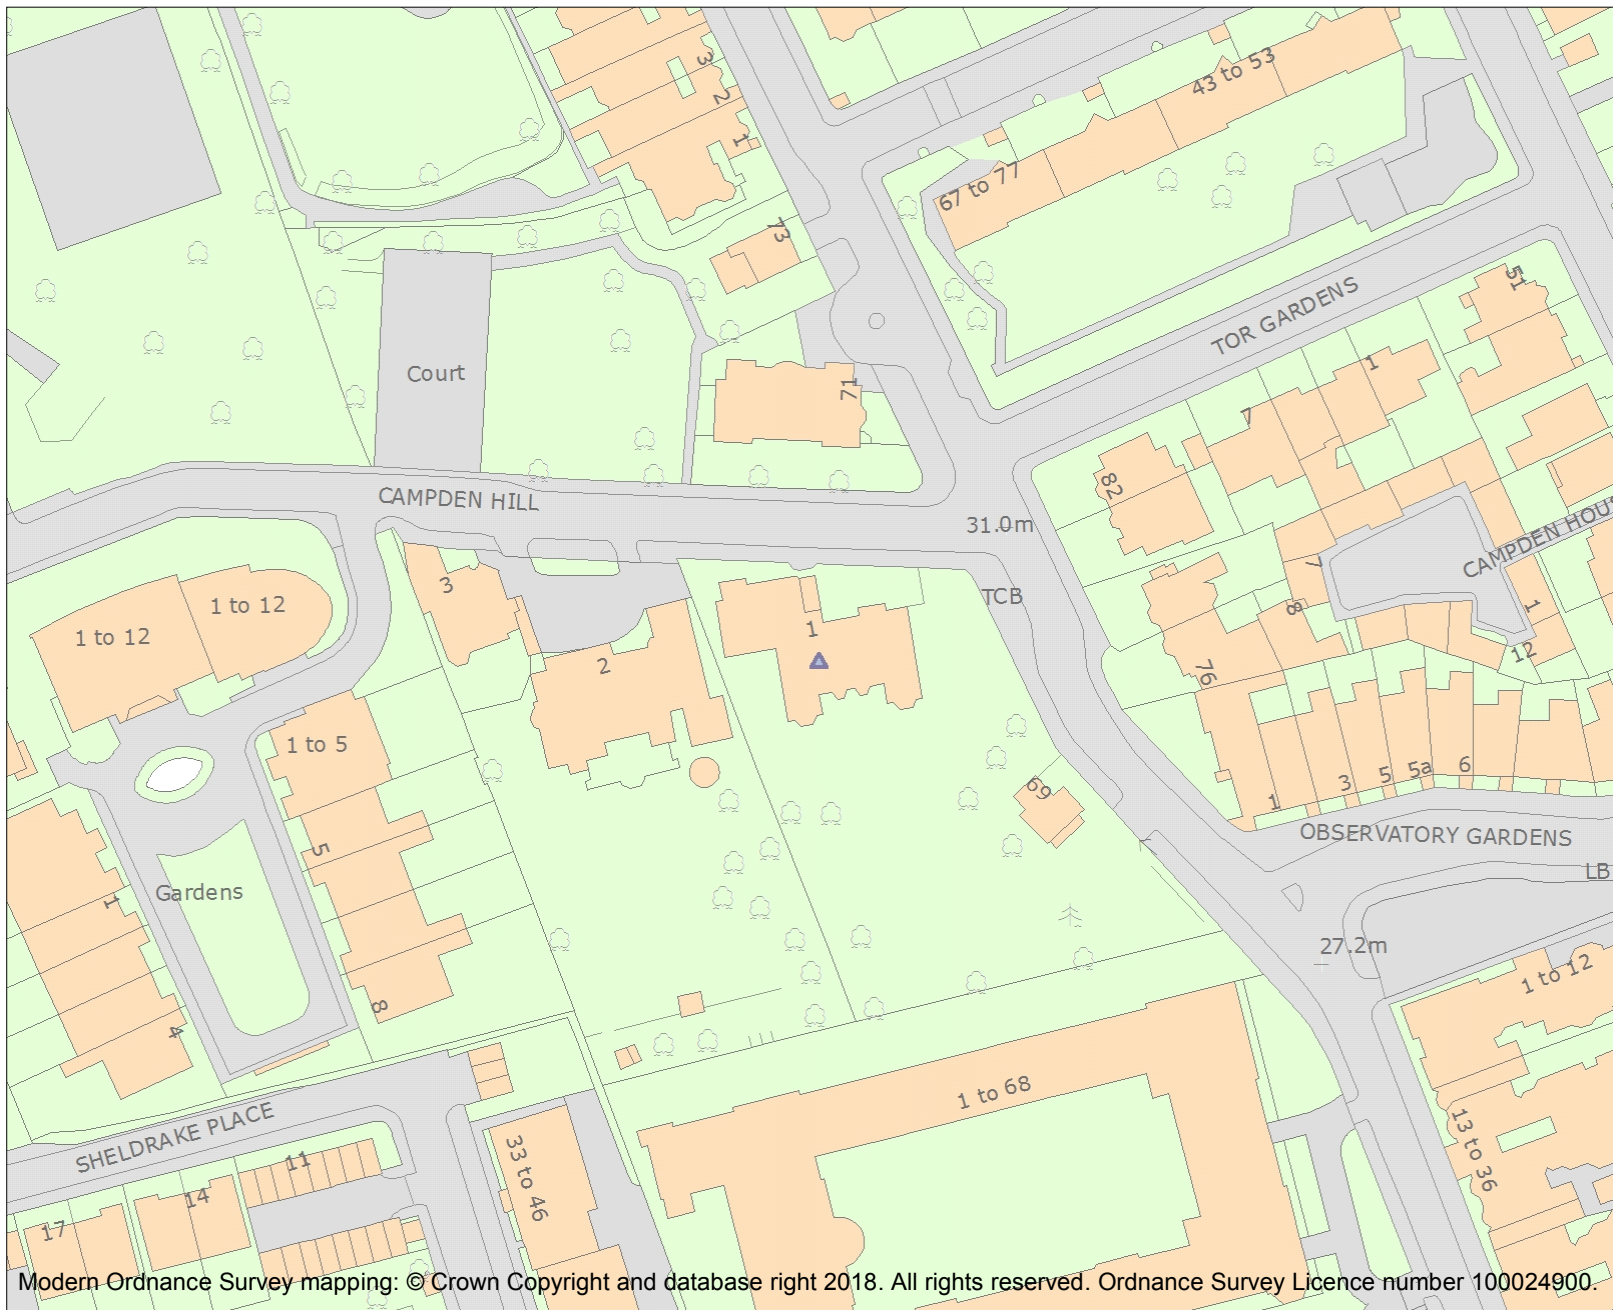 3
2
1
43 to 53
67 to 77
73
TOR GARDENS
51
Court
71
1
7
82
CAMPDEN HILL
31.0m
CAMPDEN HOUS
7
3
1 to 12
1 to 12
TCB
8
1
1
2
12
76
1 to 5
69
1
3
5
5a
6
OBSERVATORY GARDENS
LB
5
Gardens
1
27.2m
1 to 12
8
4
1 to 68
SHELDRAKE PLACE
33 to 46
13 to 36
11
14
17
Modern Ordnance Survey mapping: © Crown Copyright and database right 2018. All rights reserved. Ordnance Survey Licence number 100024900.